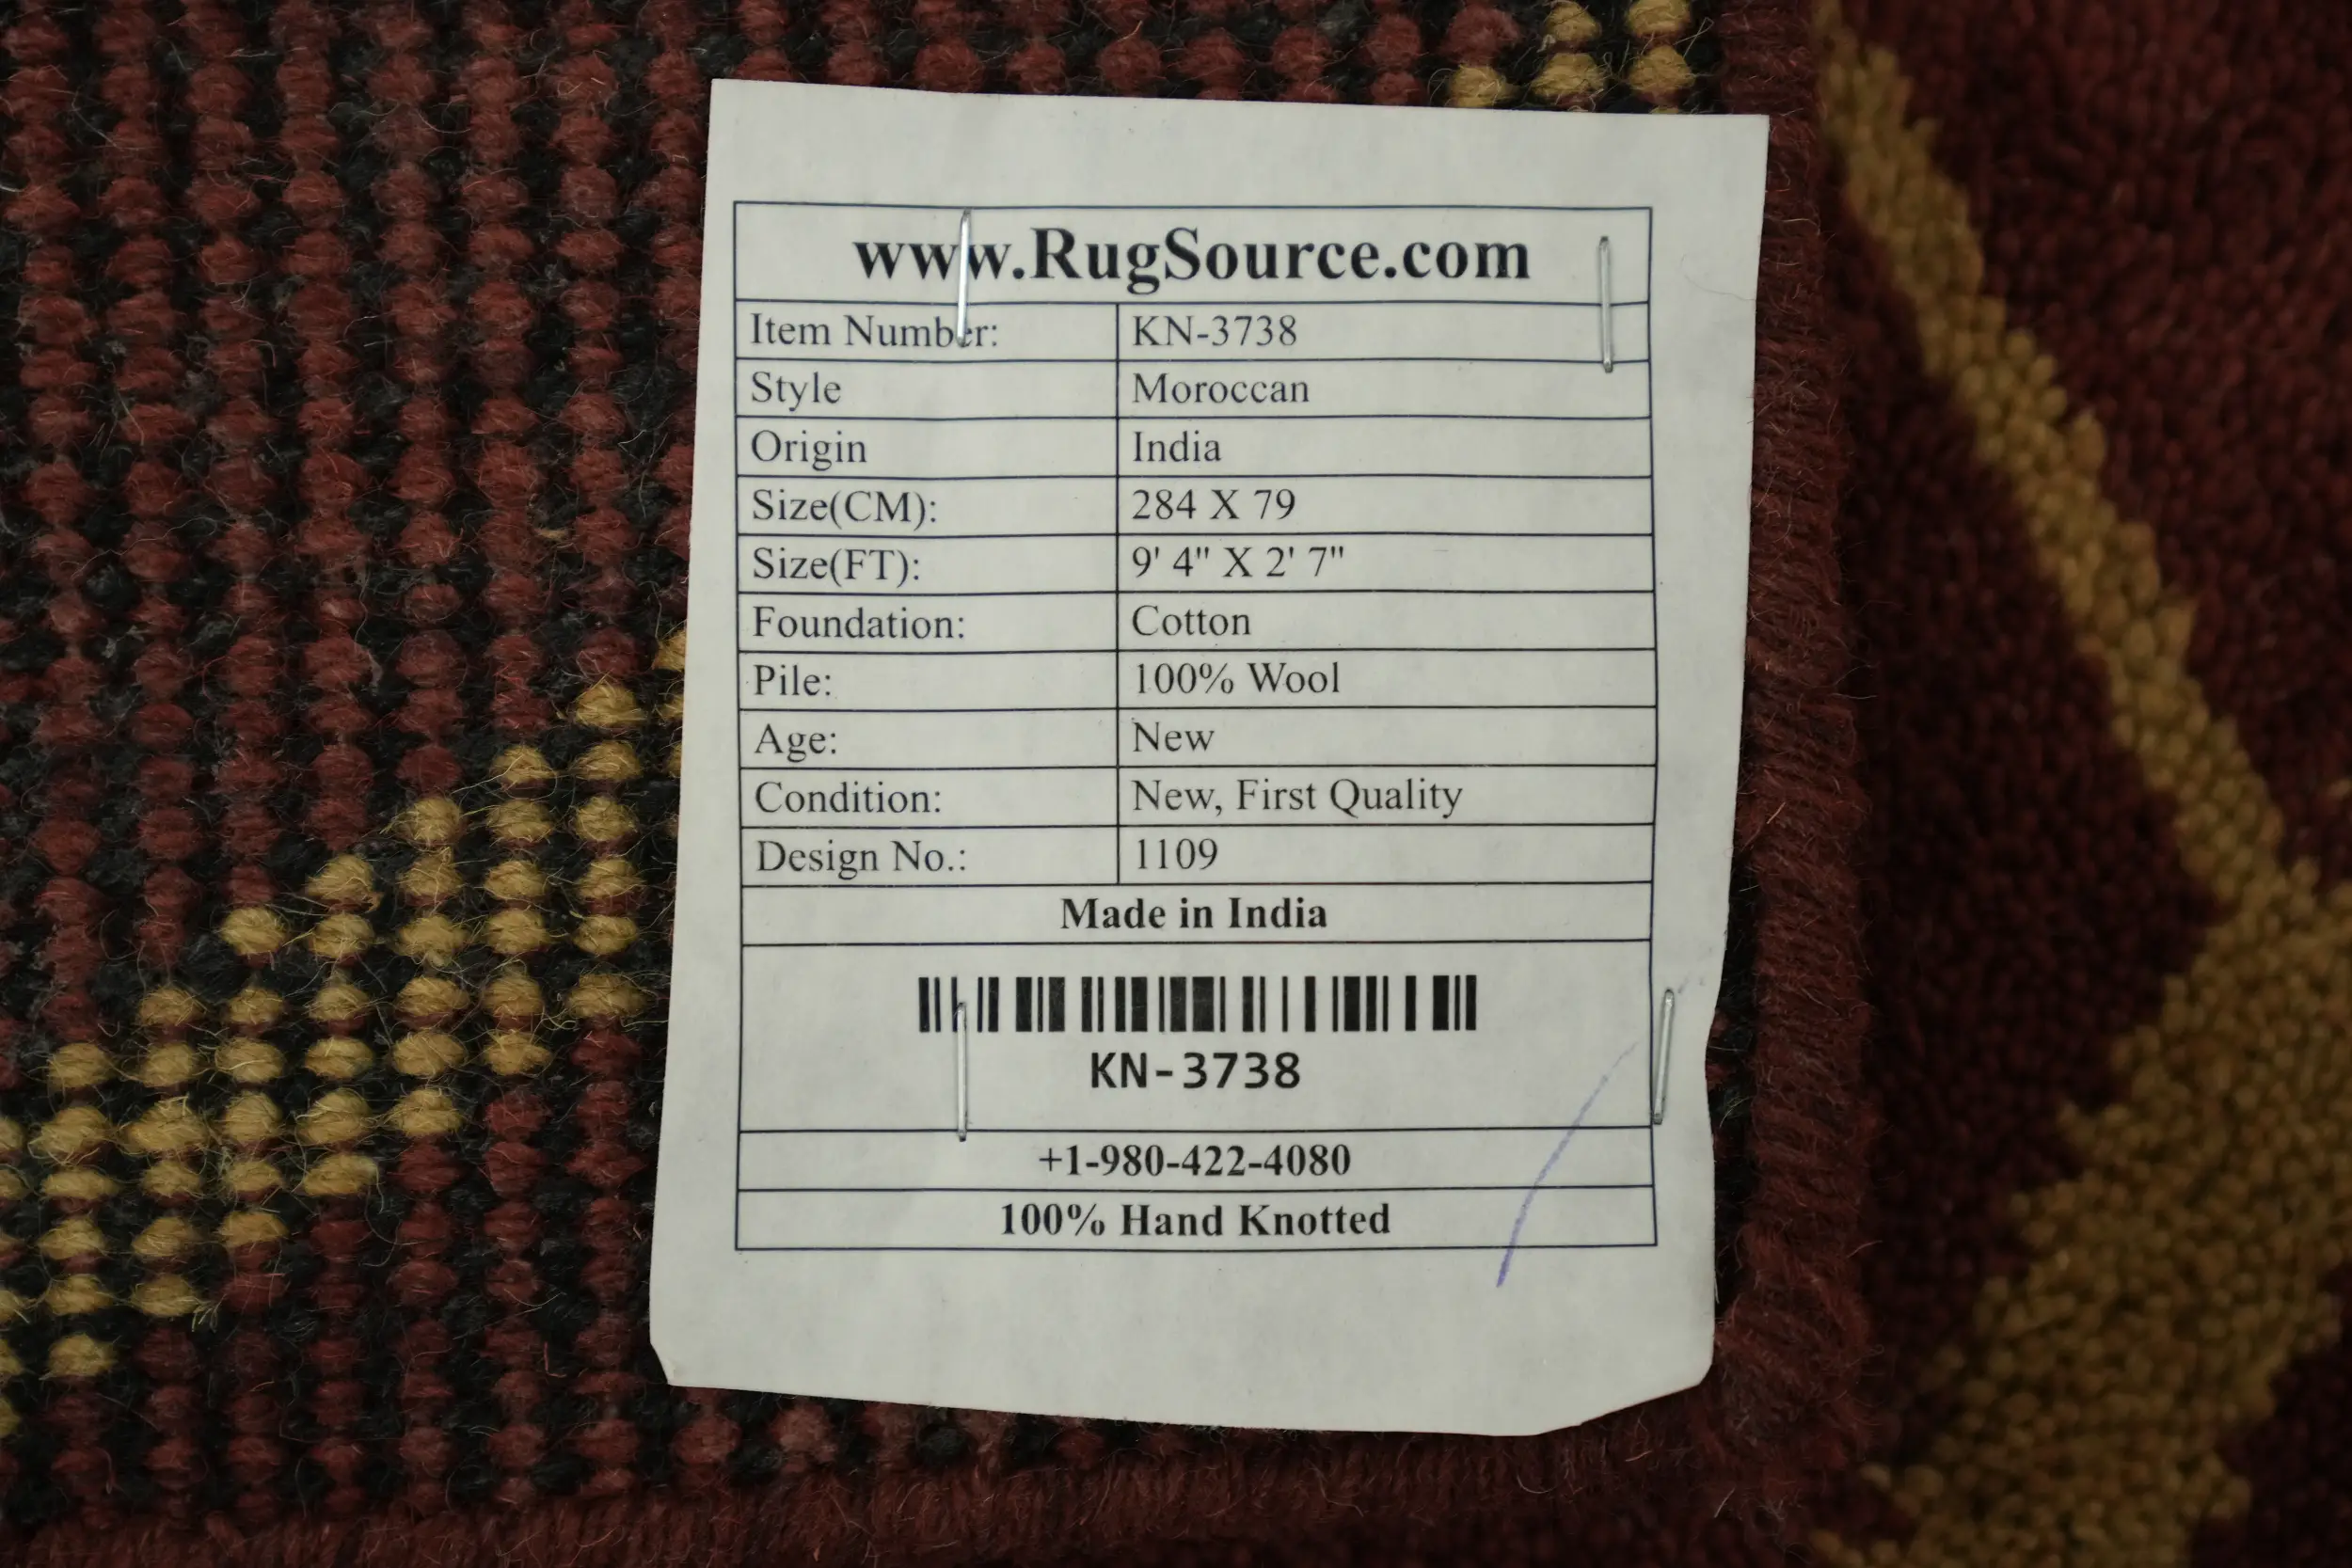 www.RugSource.com
Item Number: KN-3738
Style Moroccan
Origin India
Size(CM): 284 X 79
Size(FT): 9' 4" X 2' 7"
Foundation: Cotton
Pile: 100% Wool
Age: New
Condition: New, First Quality
Design No.: 1109
Made in India
KN-3738
+1-980-422-4080
100% Hand Knotted